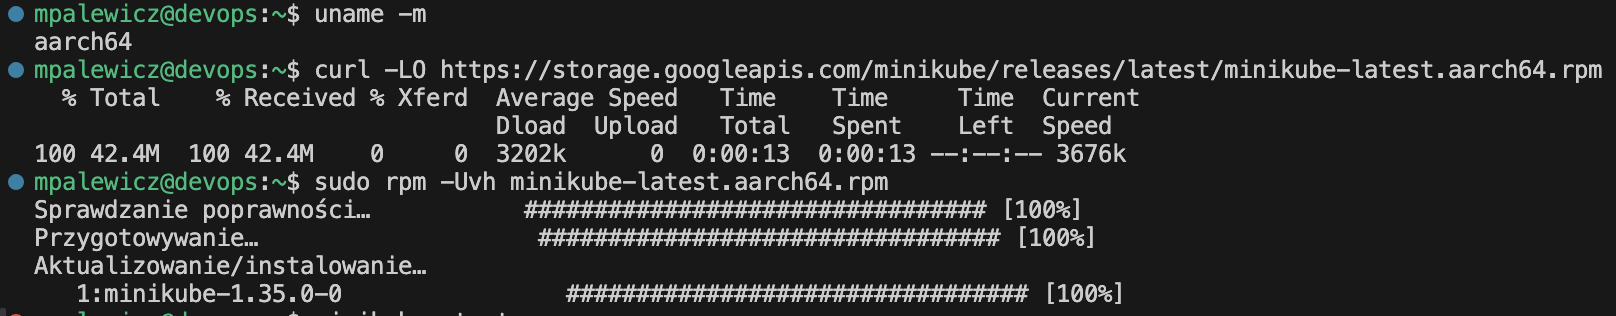 mpalewicz@devops:~$ uname -m
aarch64
mpalewicz@devops:~$ curl -LO https://storage.googleapis.com/minikube/releases/latest/minikube-latest.aarch64.rpm
% Total % Received % Xferd Average Speed Time Time Time Current
Dload Upload Total Spent Left Speed
100 42.4M 100 42.4M 0 0 3202k 0 0:00:13 0:00:13 --:--:-- 3676k
mpalewicz@devops:~$ sudo rpm -Uvh minikube-latest.aarch64.rpm
Sprawdzanie poprawności… ################################# [100%]
Przygotowywanie… ################################# [100%]
Aktualizowanie/instalowanie…
1:minikube-1.35.0-0 ################################# [100%]